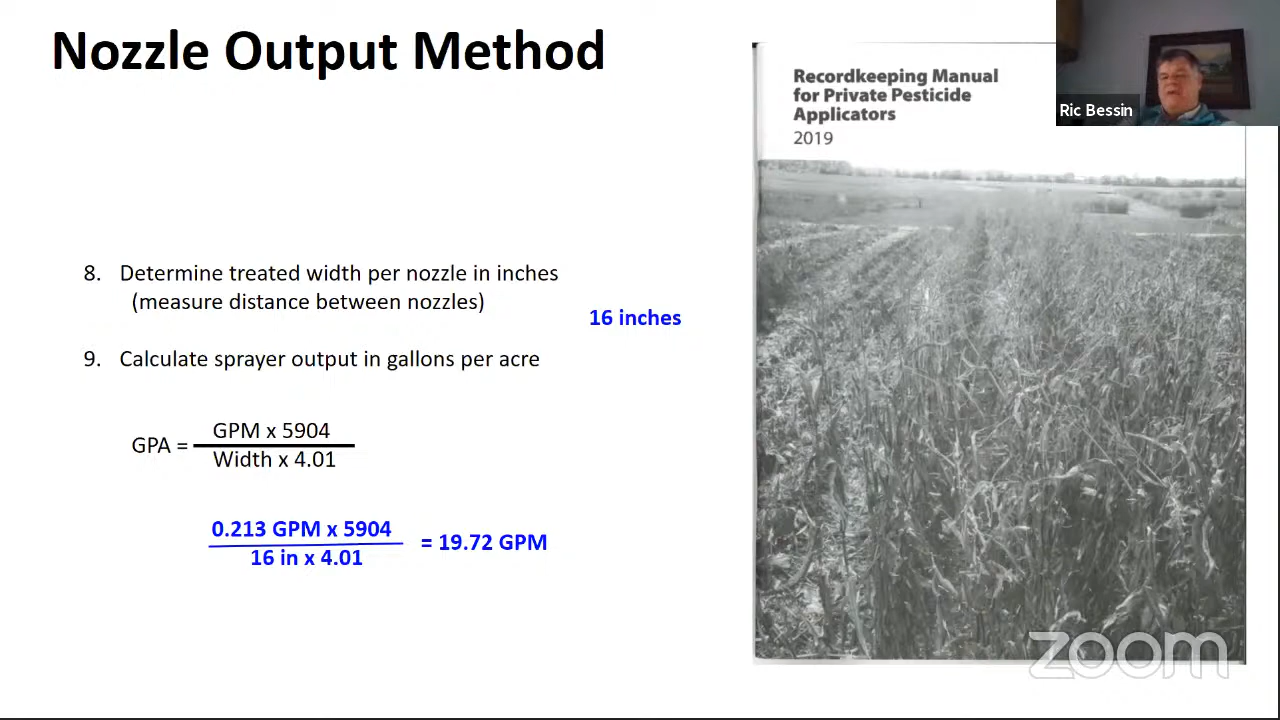 Nozzle Output Method
Recordkeeping Manual
for Private Pesticide
Applicators
2019
Ric Bessin
8. Determine treated width per nozzle in inches
(measure distance between nozzles)
16 inches
9. Calculate sprayer output in gallons per acre
GPA = GPM x 5904
Width x 4.01
0.213 GPM x 5904
16 in x 4.01
= 19.72 GPM
zoom